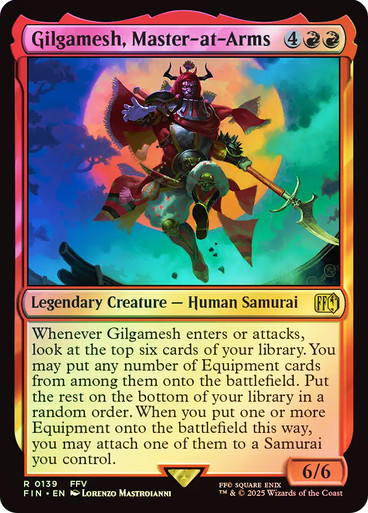 Gilgamesh, Master-at-Arms 4
Legendary Creature — Human Samurai
Whenever Gilgamesh enters or attacks,
look at the top six cards of your library. You
may put any number of Equipment cards
from among them onto the battlefield. Put
the rest on the bottom of your library in a
random order. When you put one or more
Equipment onto the battlefield this way,
you may attach one of them to a Samurai
you control.
6/6
R 0139 FFV
FIN • EN Lorenzo Mastroianni
FF© SQUARE ENIX
™ & © 2025 Wizards of the Coast